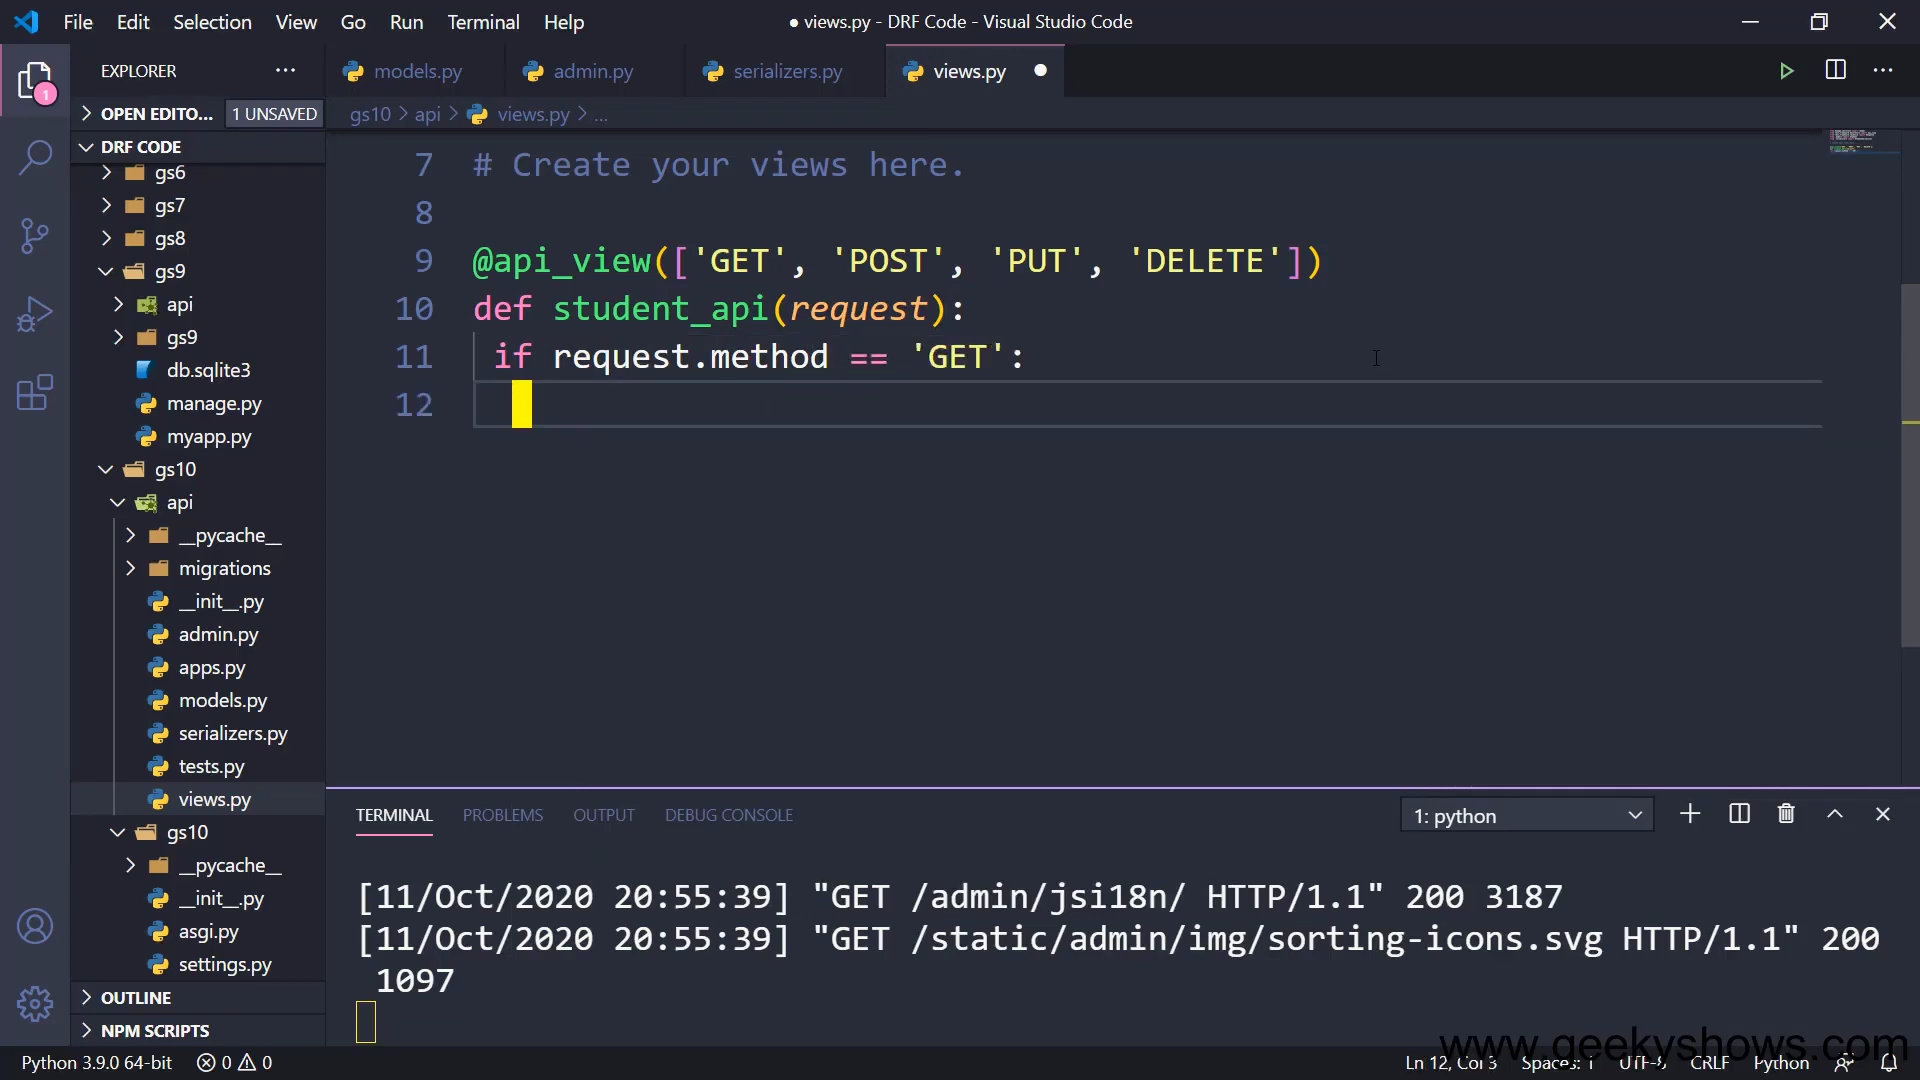 File Edit Selection View Go Run Terminal Help
● views.py - DRF Code - Visual Studio Code
EXPLORER
models.py
admin.py
serializers.py
views.py
OPEN EDITO...
1 UNSAVED
gs10 > api > views.py > ...
DRF CODE
gs6
gs7
gs8
gs9
api
gs9
db.sqlite3
manage.py
myapp.py
gs10
api
__pycache__
migrations
__init__.py
admin.py
apps.py
models.py
serializers.py
tests.py
views.py
gs10
__pycache__
__init__.py
asgi.py
settings.py
OUTLINE
NPM SCRIPTS
1
7 # Create your views here.
8
9 @api_view(['GET', 'POST', 'PUT', 'DELETE'])
10 def student_api(request):
11 if request.method == 'GET':
12
TERMINAL PROBLEMS OUTPUT DEBUG CONSOLE
1: python
[11/Oct/2020 20:55:39] "GET /admin/jsi18n/ HTTP/1.1" 200 3187
[11/Oct/2020 20:55:39] "GET /static/admin/img/sorting-icons.svg HTTP/1.1" 200
1097
www.geekyshows.com
Python 3.9.0 64-bit
0 0
Ln 12, Col 3
Spaces: 1
UTF-8
CRLF
Python